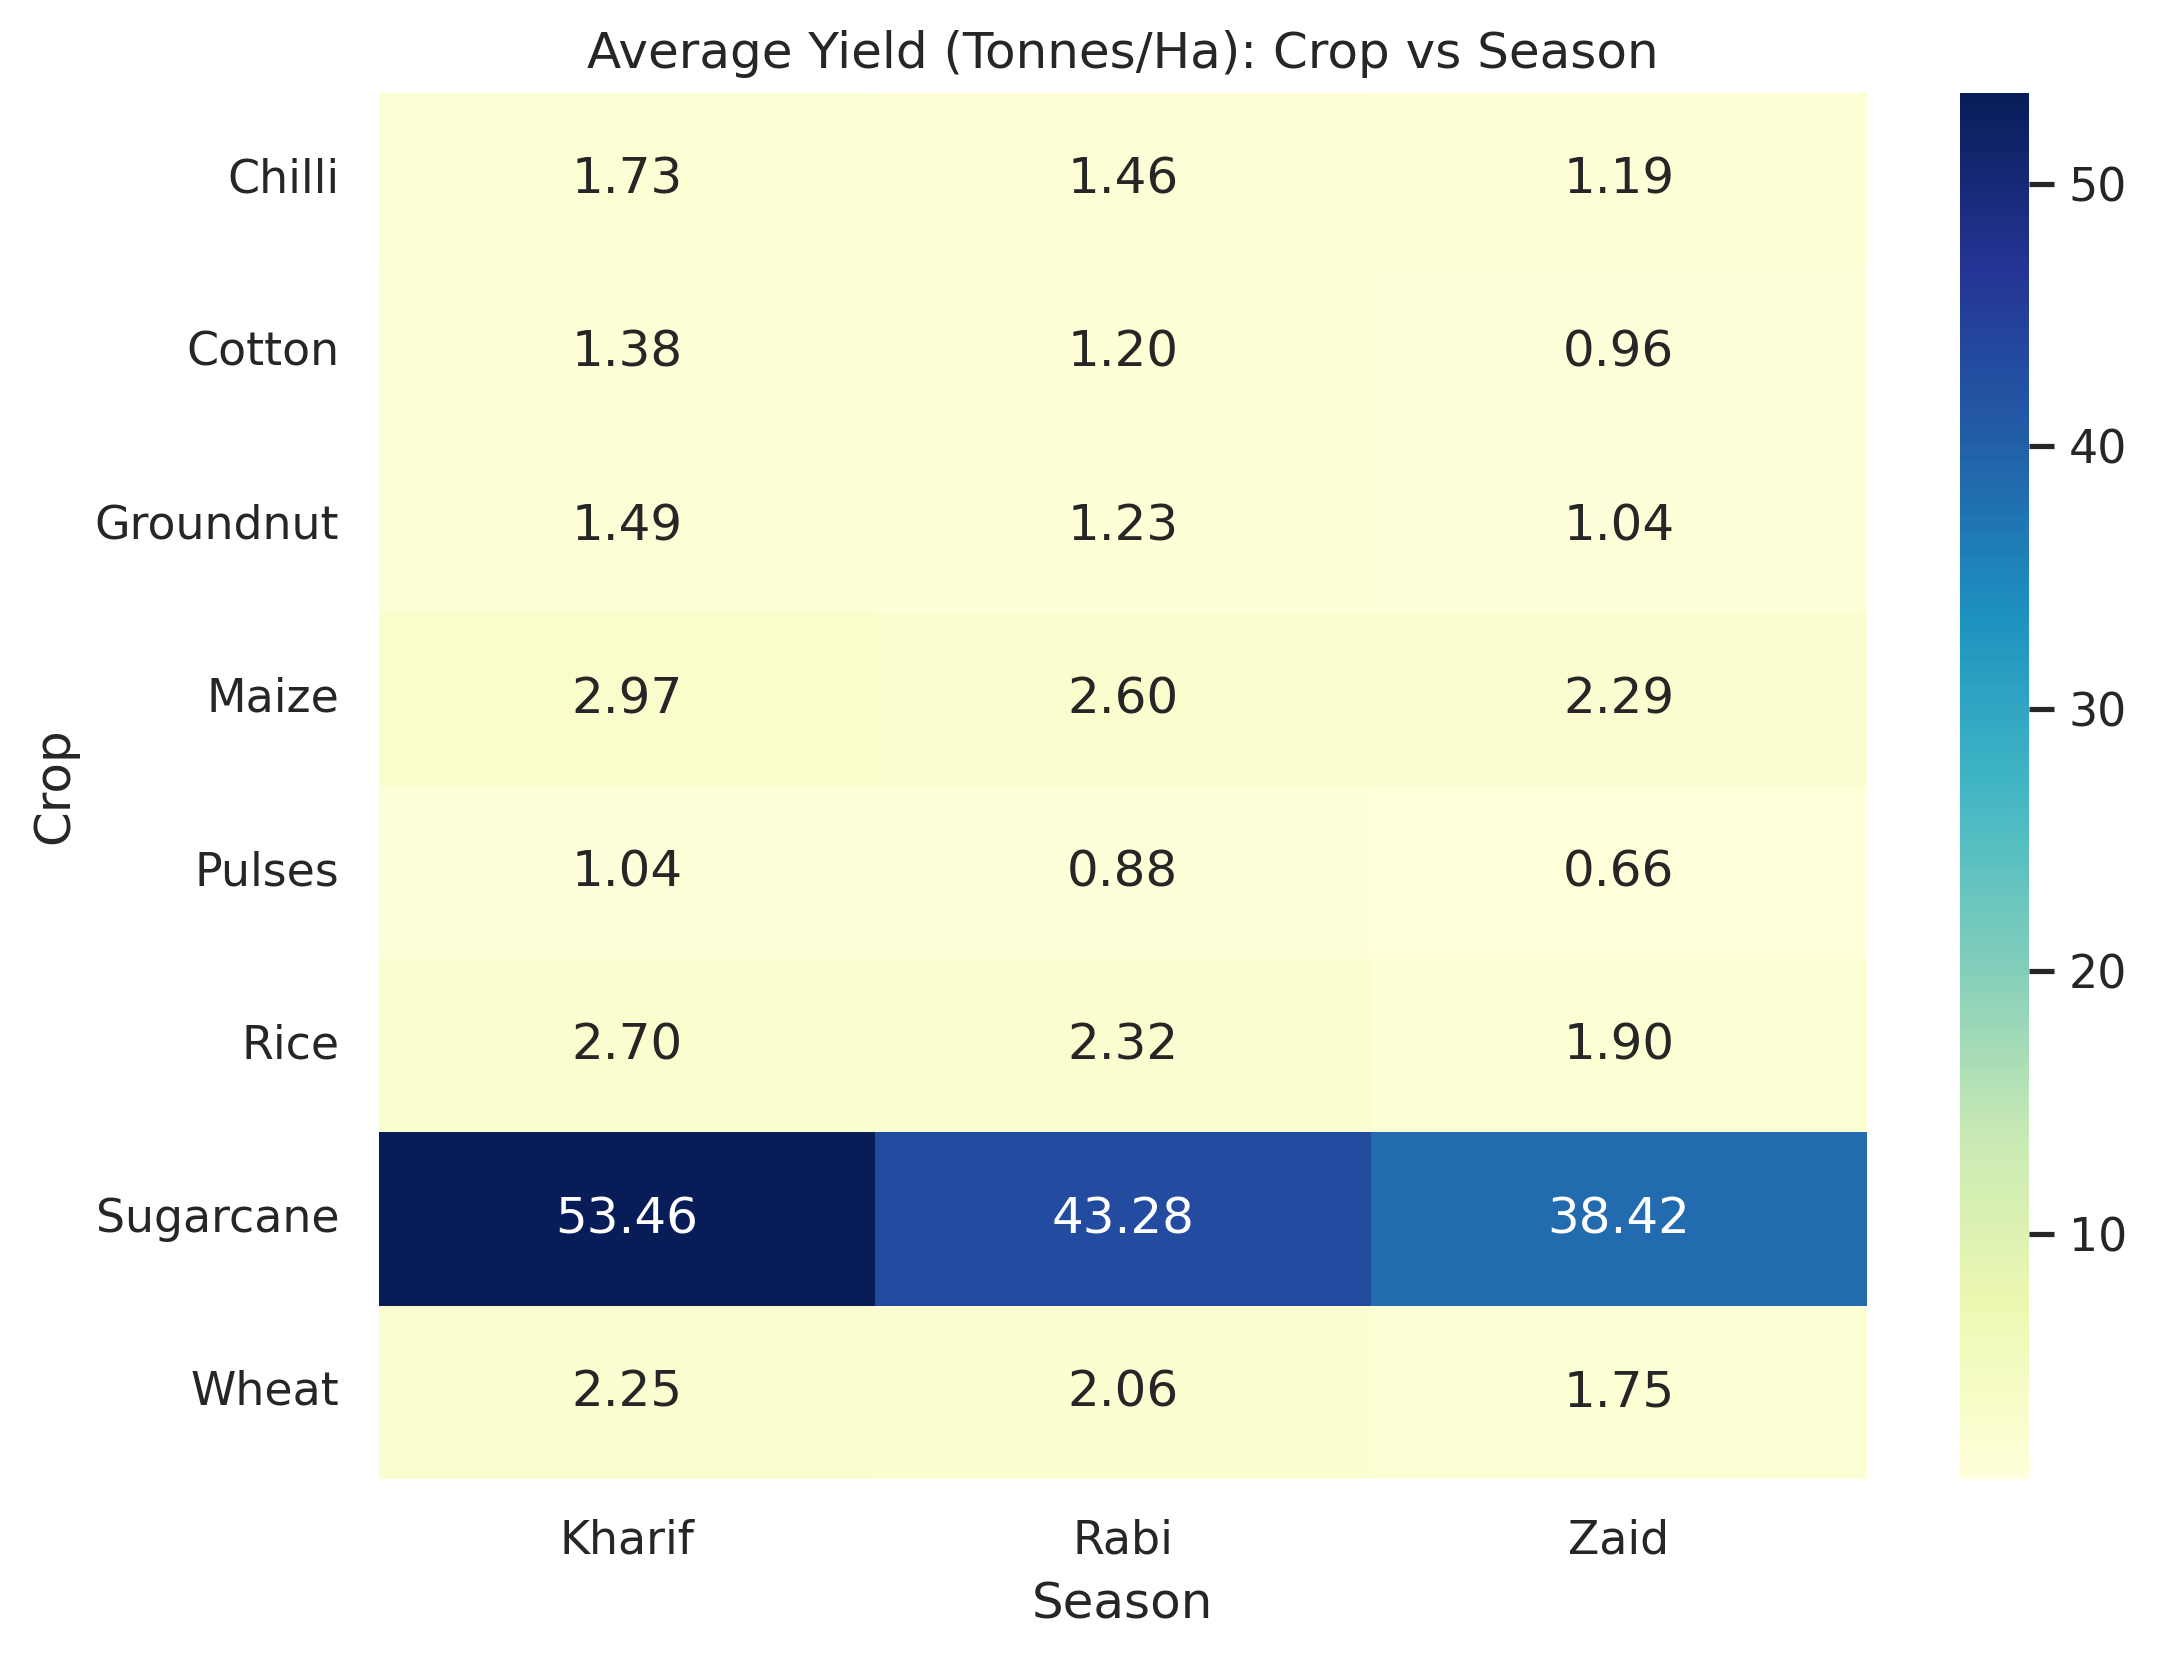 Average Yield (Tonnes/Ha): Crop vs Season
Chilli 1.73 1.46 1.19
Cotton 1.38 1.20 0.96
Groundnut 1.49 1.23 1.04
Maize 2.97 2.60 2.29
Pulses 1.04 0.88 0.66
Rice 2.70 2.32 1.90
Sugarcane 53.46 43.28 38.42
Wheat 2.25 2.06 1.75
Kharif Rabi Zaid
Season
Crop
50
40
30
20
10